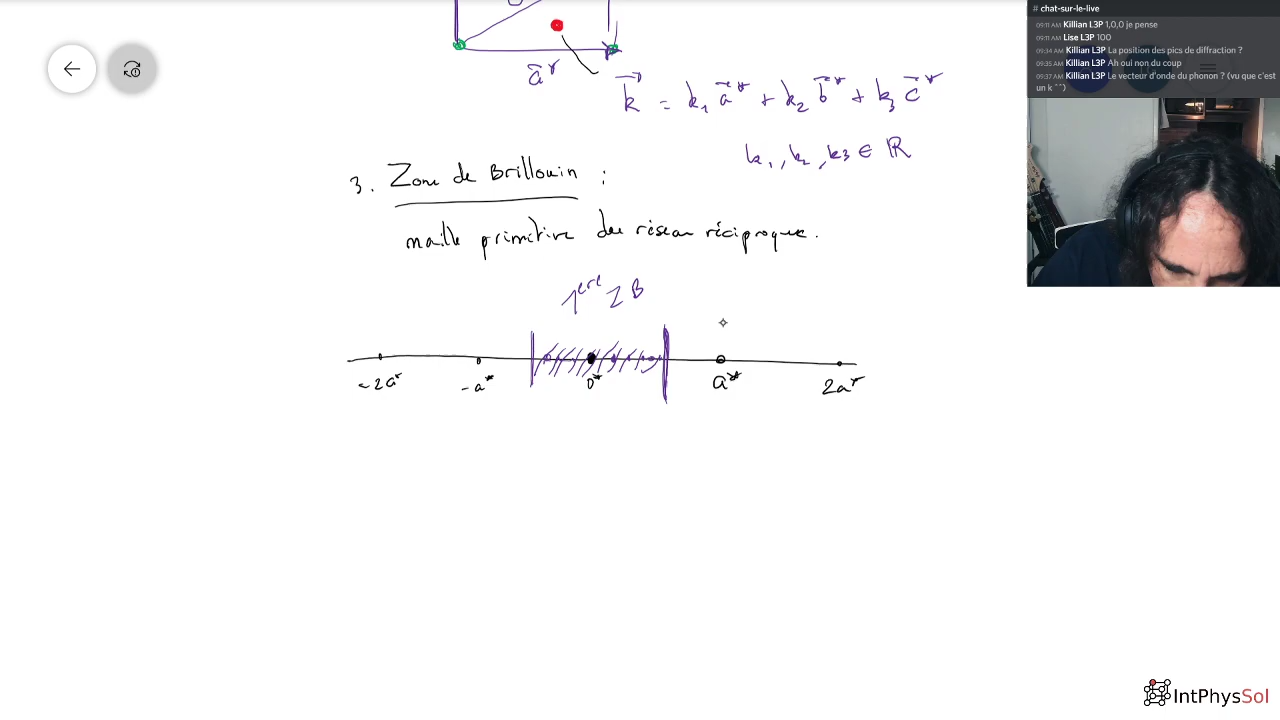 # chat-sur-le-live
09:11 AM Killian L3P 1,0,0 je pense
09:11 AM Lise L3P 100
09:34 AM Killian L3P La position des pics de diffraction ?
09:35 AM Killian L3P Ah oui non du coup
09:37 AM Killian L3P Le vecteur d'onde du phonon ? (vu que c'est
un k ^^)
a*
k = k₁ a* + k₂ b* + k₃ c*
k₁, k₂, k₃ ∈ ℝ
3. Zone de Brillouin :
maille primitive du réseau réciproque.
1ère ZB
-2a* -a* 0* a* 2a*
IntPhysSol